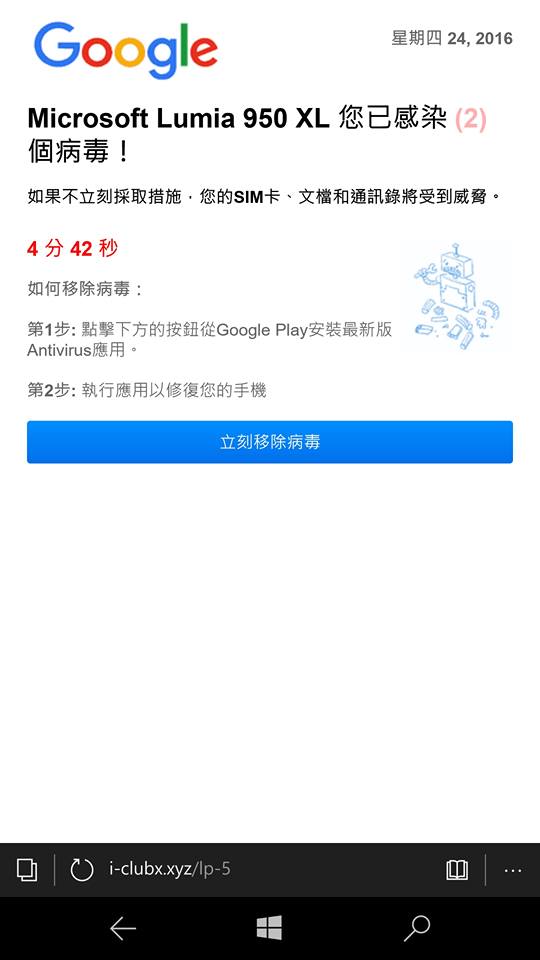 Google
星期四 24, 2016
Microsoft Lumia 950 XL 您已感染 (2)
個病毒！
如果不立刻採取措施，您的SIM卡、文檔和通訊錄將受到威脅。
4 分 42 秒
如何移除病毒：
第1步: 點擊下方的按鈕從Google Play安裝最新版
Antivirus應用。
第2步: 執行應用以修復您的手機
立刻移除病毒
i-clubx.xyz/lp-5